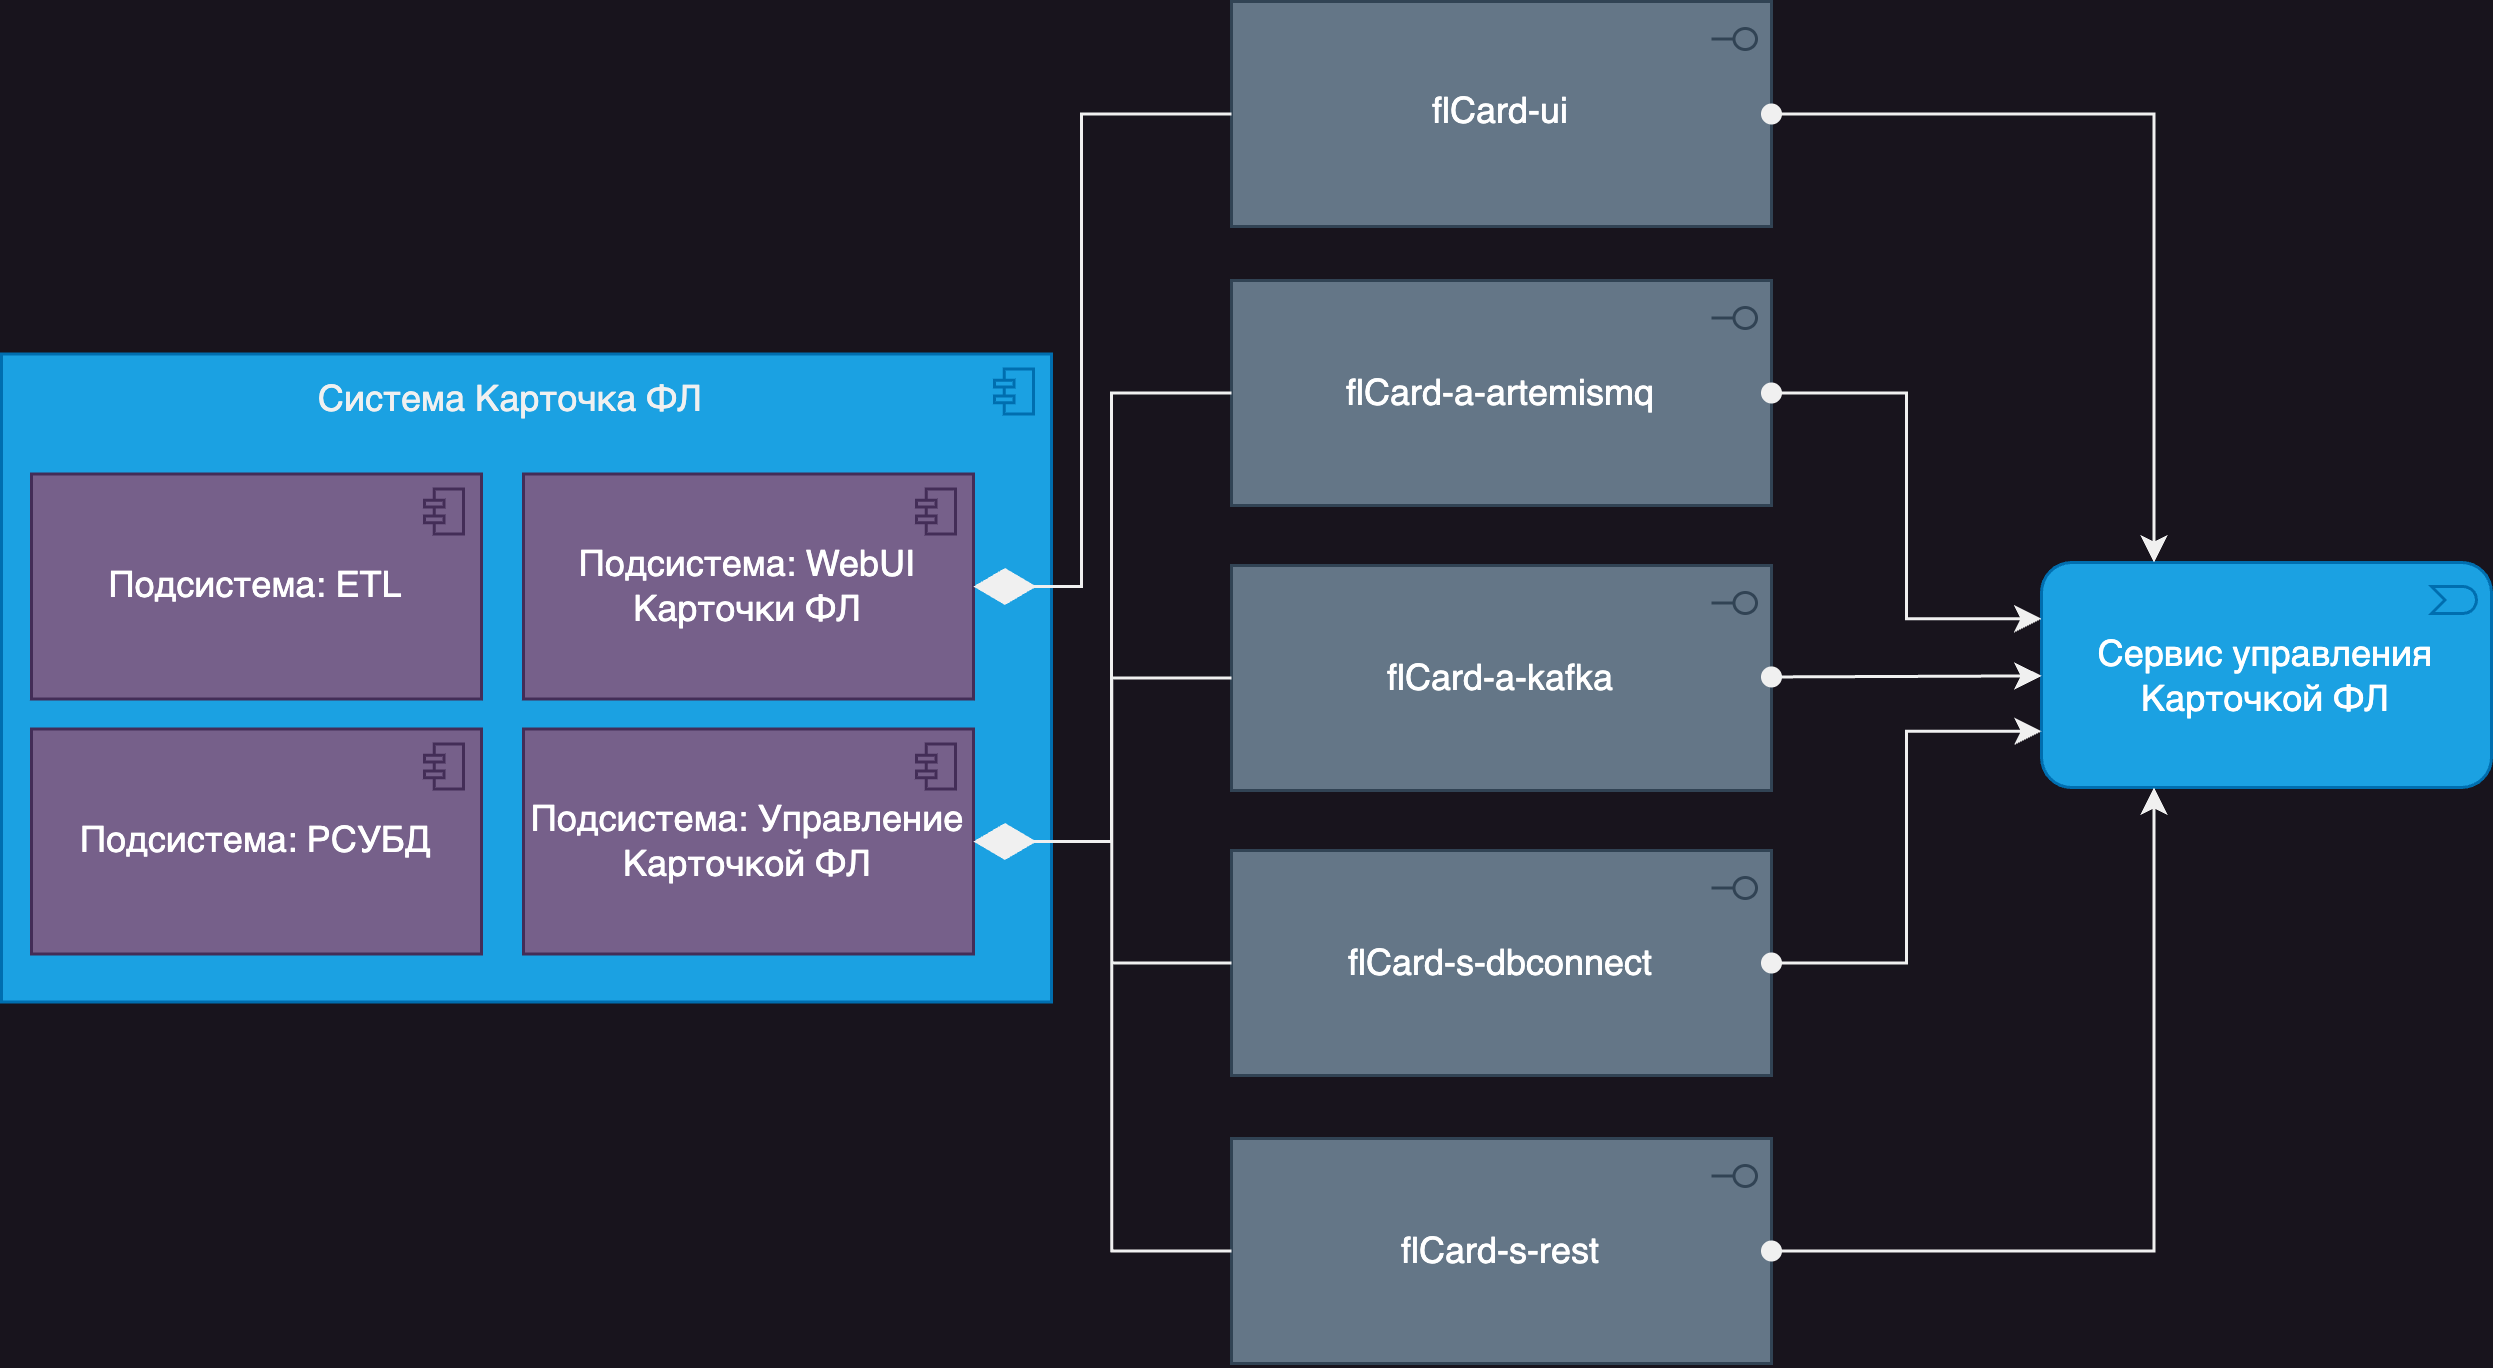 flCard-ui
flCard-a-artemismq
Система Карточка ФЛ
Подсистема: ETL
Подсистема: WebUI
Карточки ФЛ
Подсистема: РСУБД
Подсистема: Управление
Карточкой ФЛ
flCard-a-kafka
flCard-s-dbconnect
flCard-s-rest
Сервис управления
Карточкой ФЛ